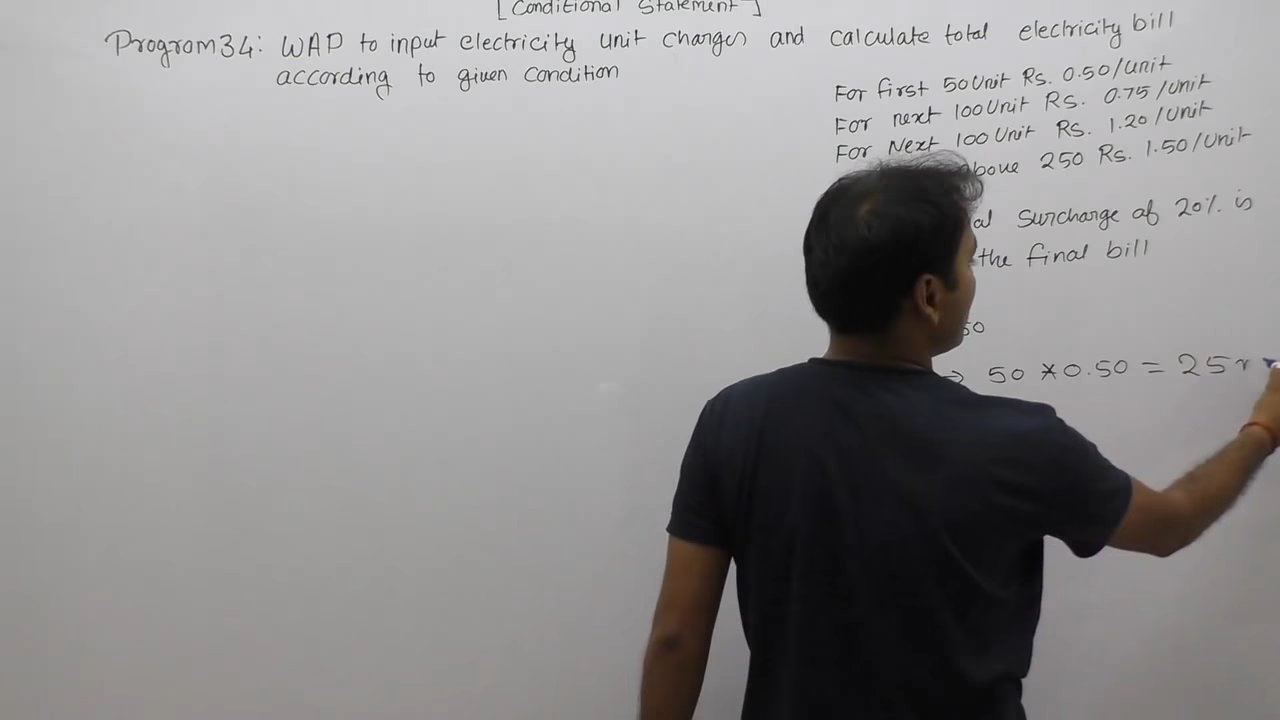 [Conditional Statement]
Program 34: WAP to input electricity unit charges and calculate total electricity bill
according to given condition
For first 50 Unit Rs. 0.50/unit
For next 100 Unit Rs. 0.75/Unit
For Next 100 Unit Rs. 1.20/Unit
above 250 Rs. 1.50/Unit
Surcharge of 20% is
the final bill
50 * 0.50 = 25